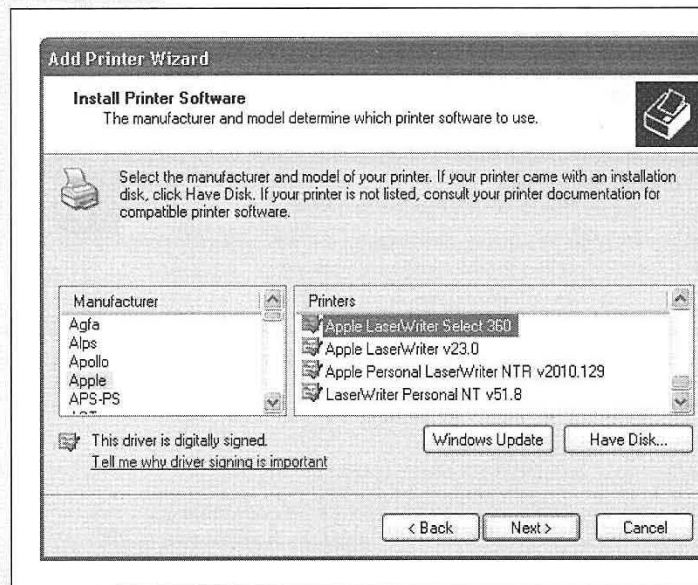 Add Printer Wizard
Install Printer Software
The manufacturer and model determine which printer software to use.
Select the manufacturer and model of your printer. If your printer came with an installation
disk, click Have Disk. If your printer is not listed, consult your printer documentation for
compatible printer software.
Manufacturer
Agfa
Alps
Apollo
Apple
APS-PS
Printers
Apple LaserWriter Select 360
Apple LaserWriter v23.0
Apple Personal LaserWriter NTR v2010.129
LaserWriter Personal NT v51.8
This driver is digitally signed.
Tell me why driver signing is important
Windows Update
Have Disk...
< Back
Next >
Cancel